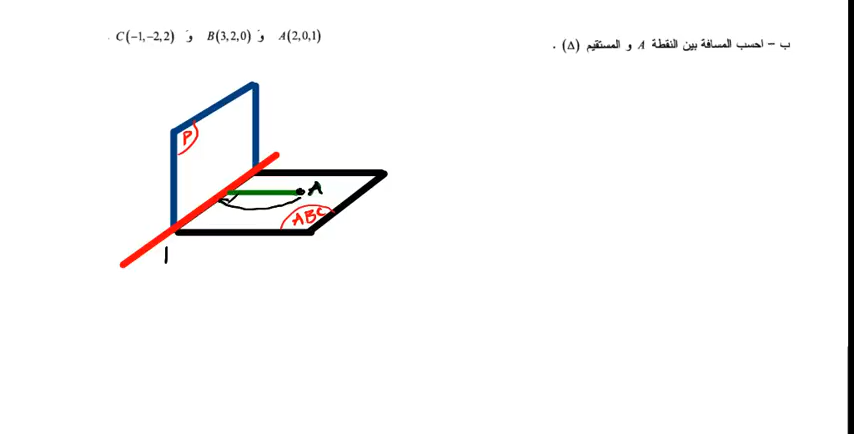 A(2,0,1) و B(3,2,0) و C(-1,-2,2) .
ب – احسب المسافة بين النقطة A و المستقيم (Δ) .
P
A
ABC